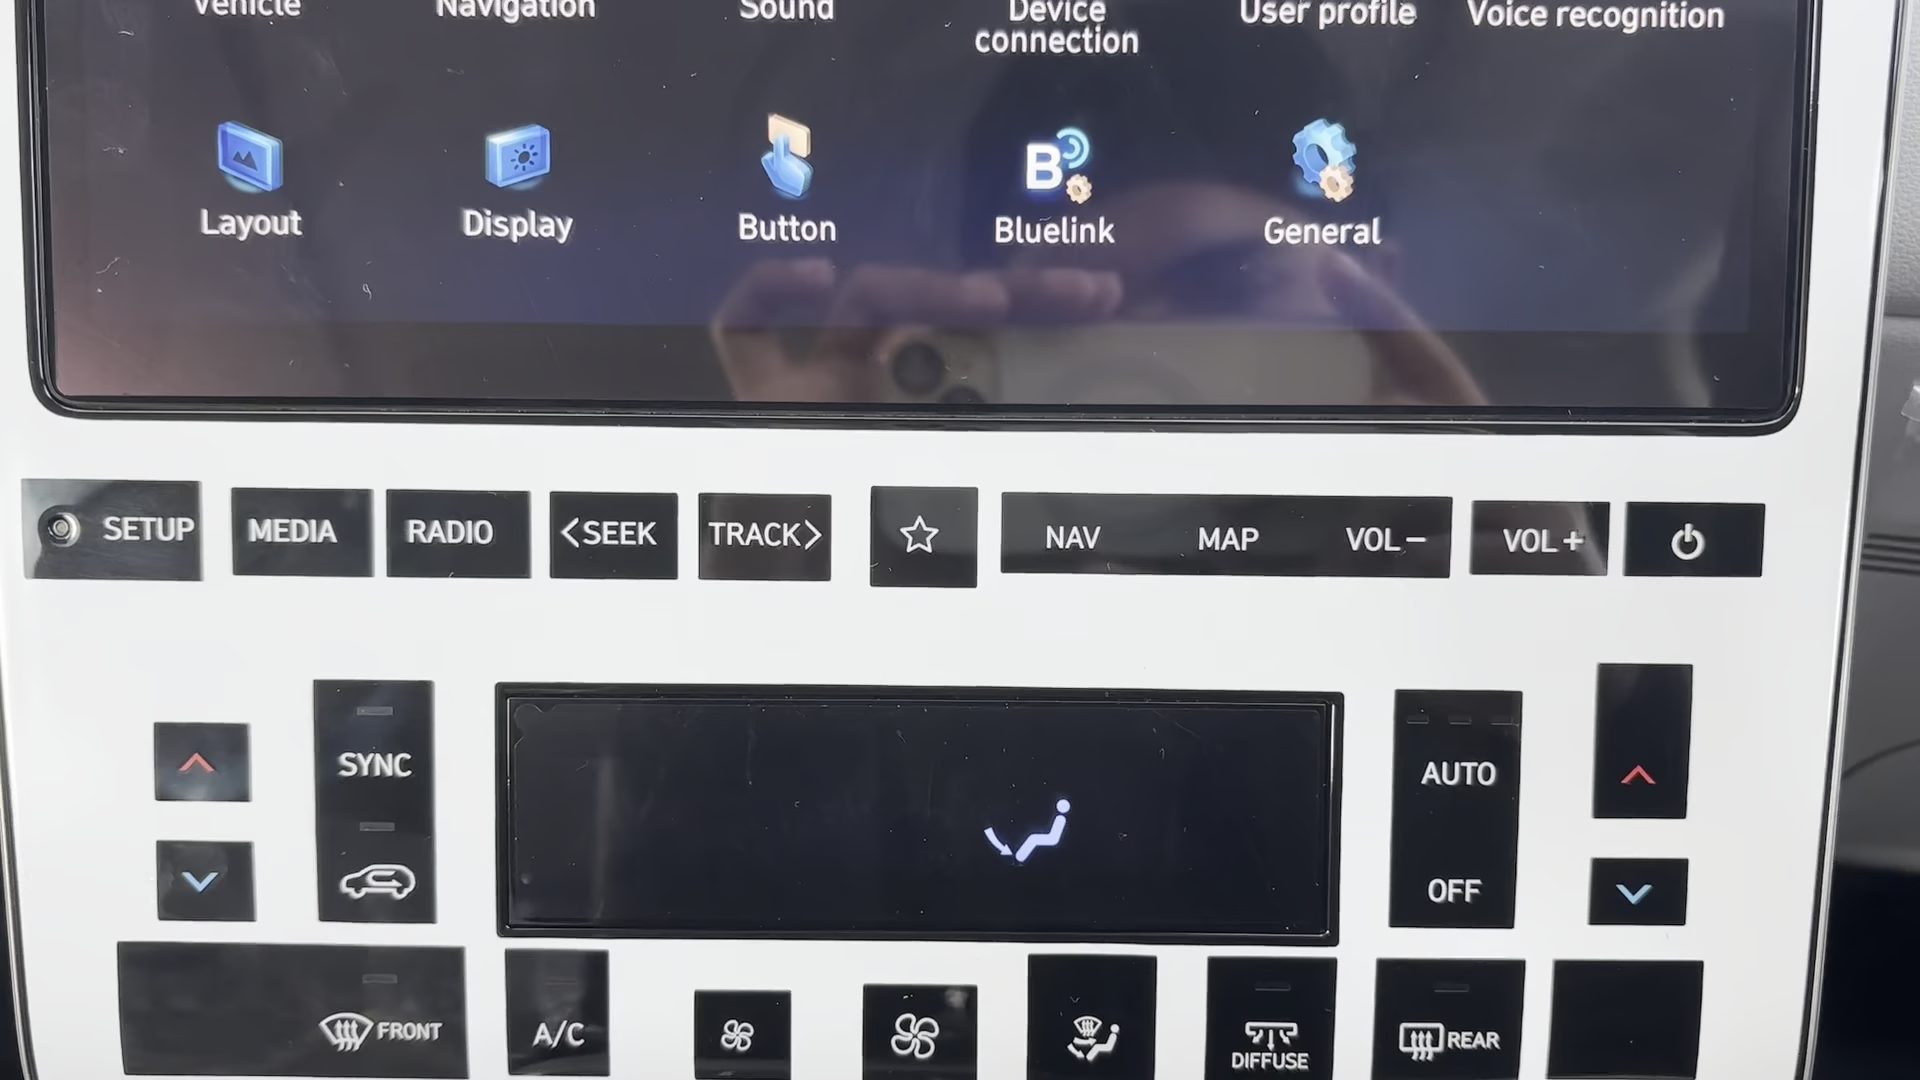 Vehicle
Navigation
Sound
Device
connection
User profile
Voice recognition
Layout
Display
Button
Bluelink
General
SETUP
MEDIA
RADIO
<SEEK
TRACK>
NAV
MAP
VOL –
VOL +
SYNC
AUTO
OFF
FRONT
A/C
DIFFUSE
REAR